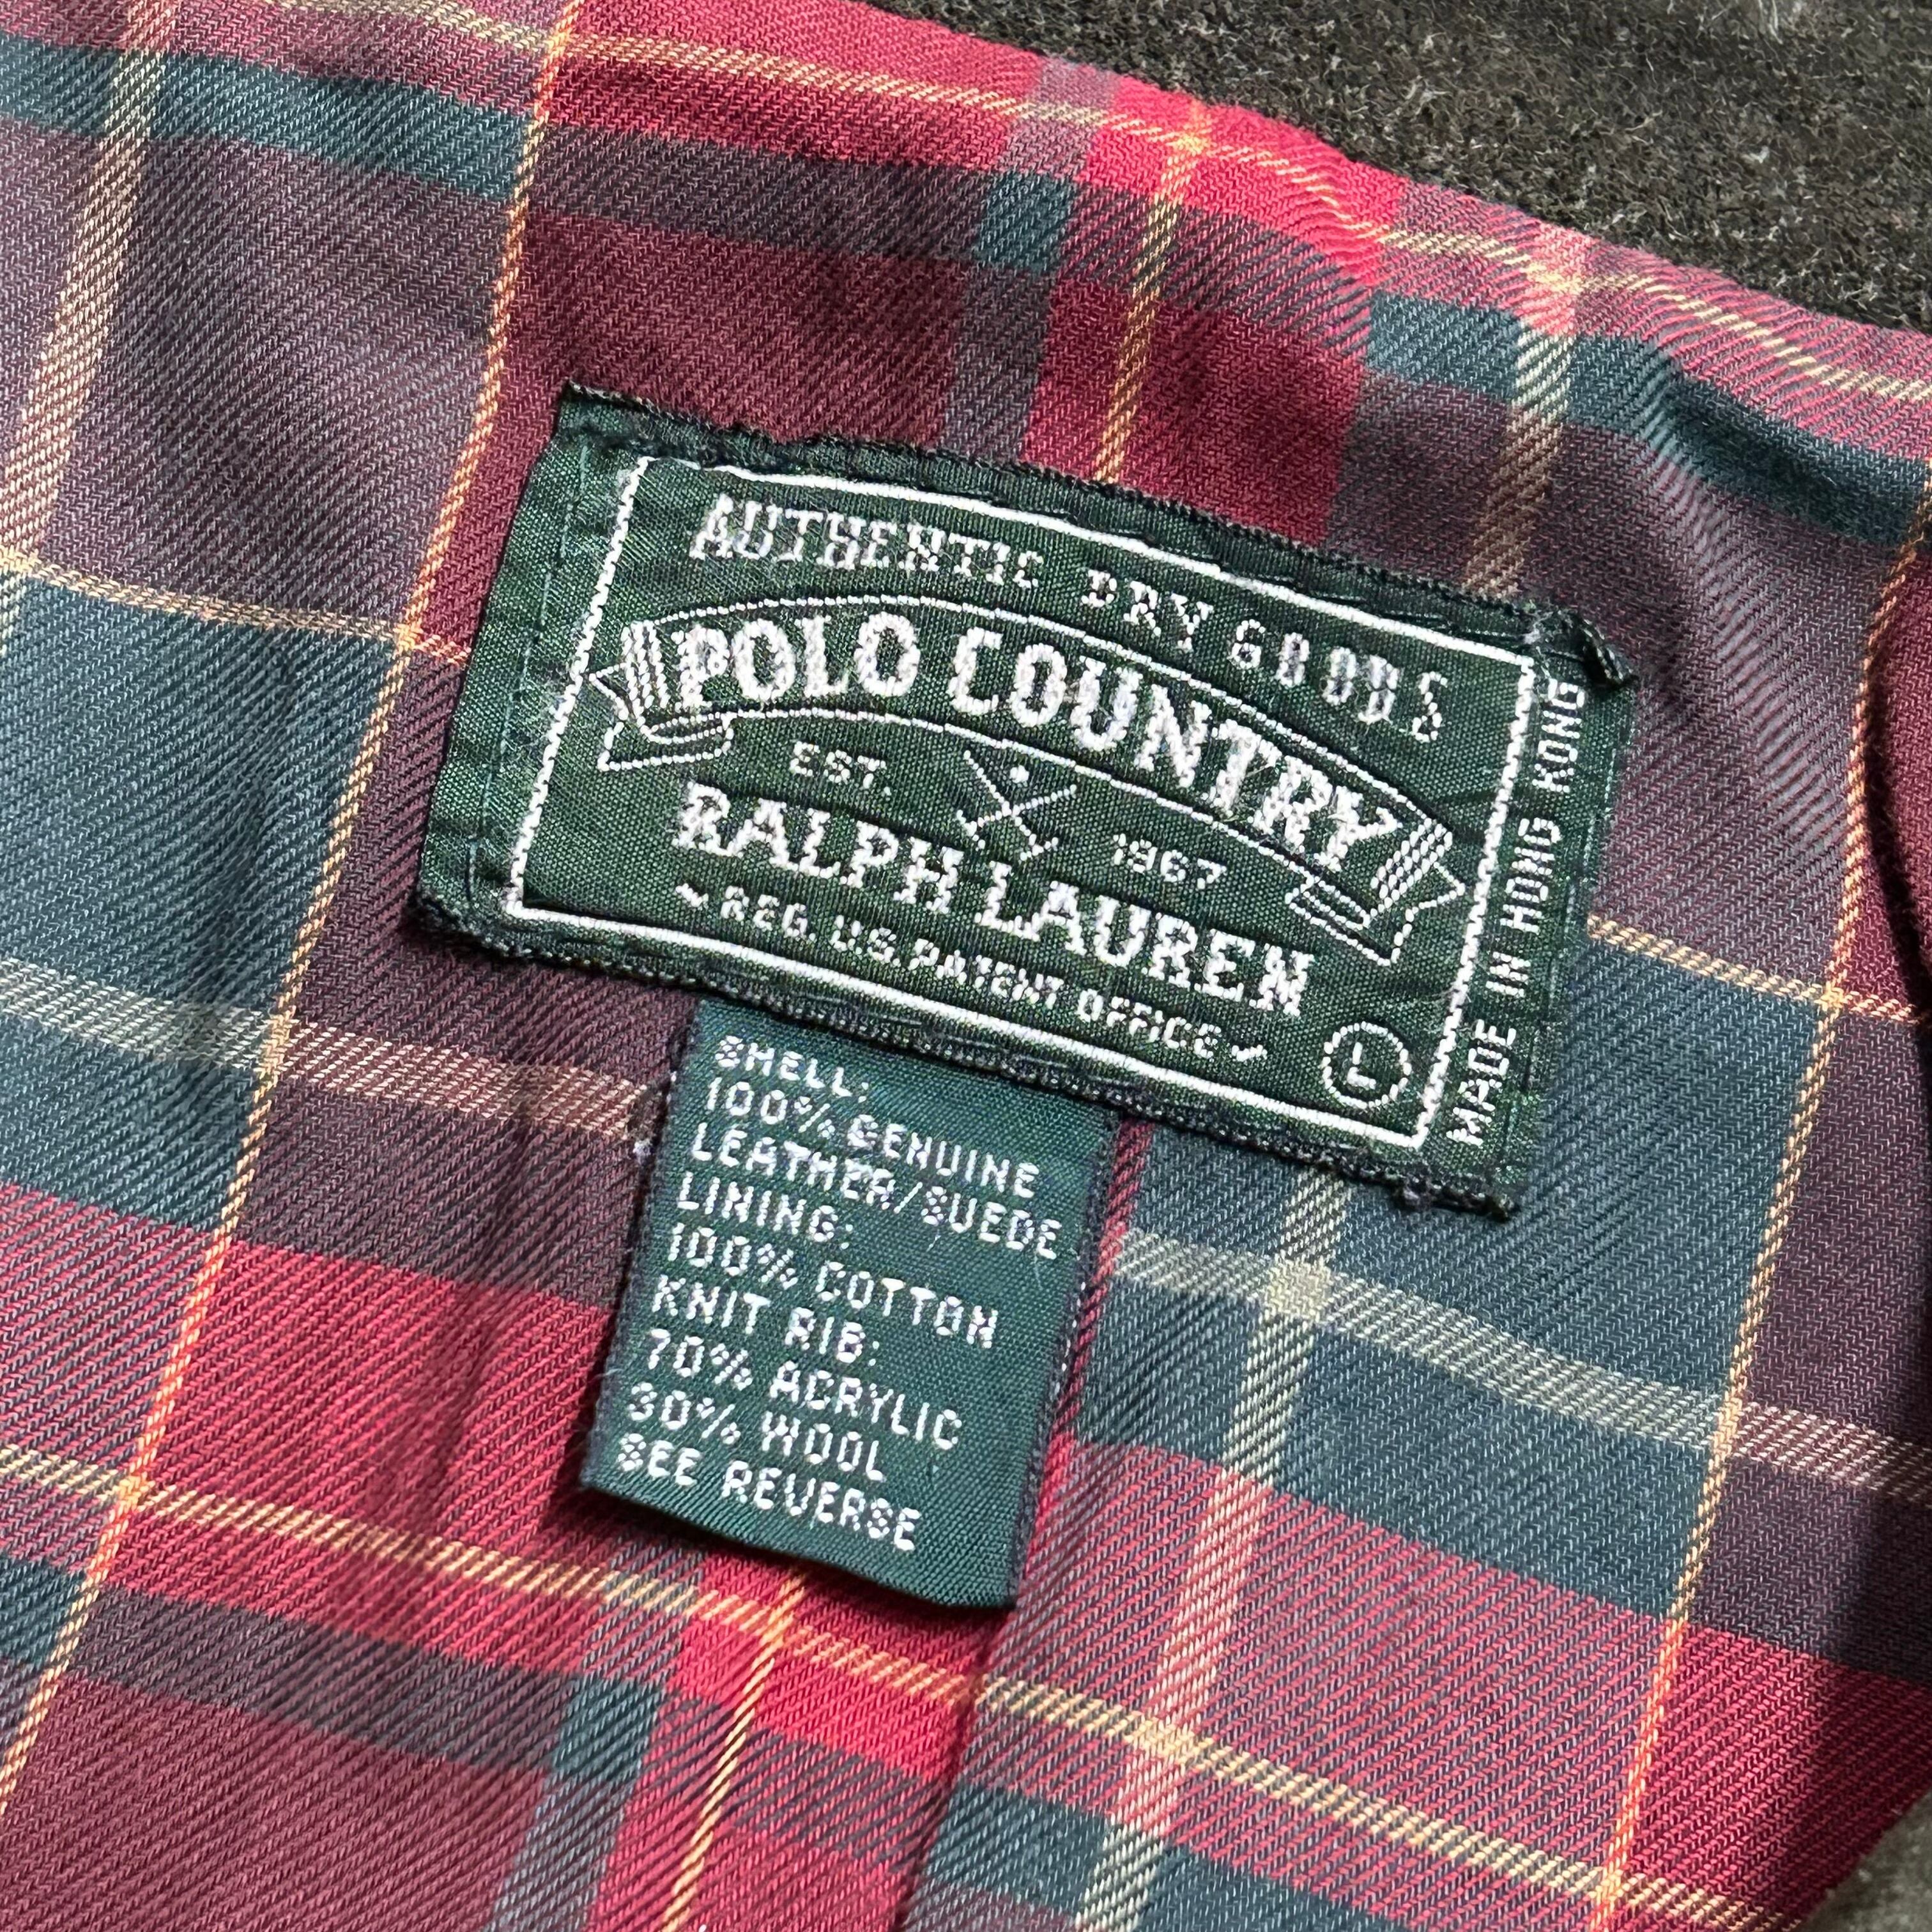 AUTHENTIC DRY GOODS
POLO COUNTRY
EST. 1967
RALPH LAUREN
REG. U.S. PATENT OFFICE
L
MADE IN HONG KONG
SHELL:
100% GENUINE
LEATHER/SUEDE
LINING:
100% COTTON
KNIT RIB:
70% ACRYLIC
30% WOOL
SEE REVERSE